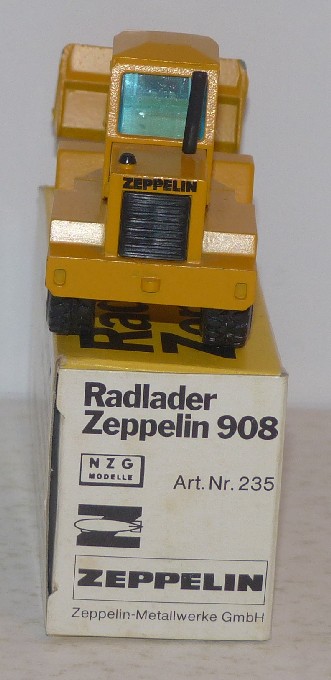 ZEPPELIN
Radlader
Zeppelin 908
NZG
MODELLE
Art. Nr. 235
ZEPPELIN
Zeppelin-Metallwerke GmbH